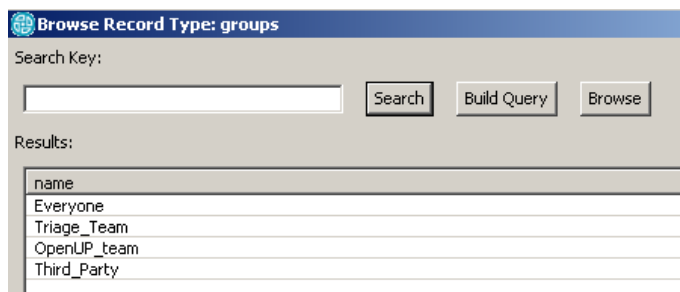 Browse Record Type: groups
Search Key:
Search
Build Query
Browse
Results:
name
Everyone
Triage_Team
OpenUP_team
Third_Party